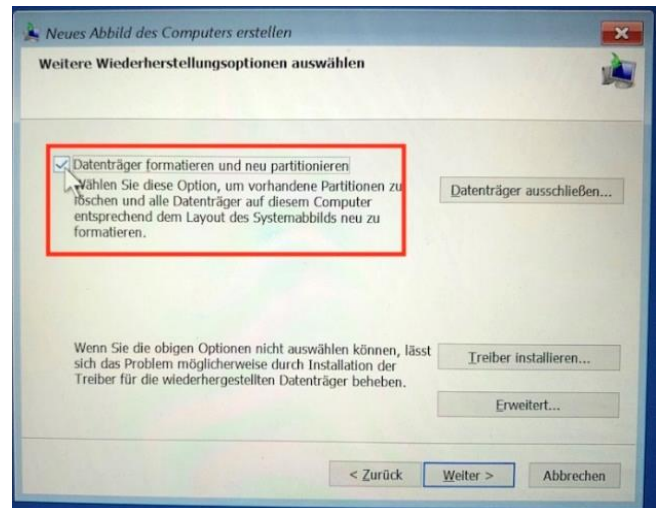 Neues Abbild des Computers erstellen
Weitere Wiederherstellungsoptionen auswählen
Datenträger formatieren und neu partitionieren
Wählen Sie diese Option, um vorhandene Partitionen zu
löschen und alle Datenträger auf diesem Computer
entsprechend dem Layout des Systemabbilds neu zu
formatieren.
Datenträger ausschließen...
Wenn Sie die obigen Optionen nicht auswählen können, lässt
sich das Problem möglicherweise durch Installation der
Treiber für die wiederhergestellten Datenträger beheben.
Treiber installieren...
Erweitert...
< Zurück
Weiter >
Abbrechen